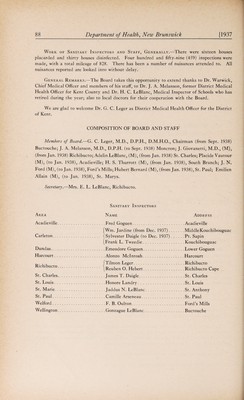 88 Department of Health, New Brunswick [1937
Work of Sanitary Inspectors and Staff, Generally.—There were sixteen houses
placarded and thirty houses disinfected. Four hundred and fifty-nine (459) inspections were
made, with a total mileage of 828. There has been a number of nuisances attended to. All
nuisances reported are looked into without delay.
General Remarks.—The Board takes this opportunity to extend thanks to Dr. Warwick,
Chief Medical Officer and members of his staff, to Dr. J. A. Melanson, former District Medical
Health Officer for Kent County and Dr. H. C. LeBlanc, Medical Inspector of Schools who has
retired during the year, also to local doctors for their cooperation with the Board.
We are glad to welcome Dr. G. C. Leger as District Medical Health Officer for the District
of Kent.
COMPOSITION OF BOARD AND STAFF
Members of Board.—G. C. Leger, M.D., D.P.H., D.M.H.O., Chairman (from Sept. 1938)
Buctouche; J. A. Melanson, M.D., D.P.H. (to Sept. 1938) Moncton; J. Giovanetti, M.D., (M),
(from Jan. 1938) Richibucto; Adelin LeBlanc, (M), (from Jan. 1938) St. Charles; Placide Vautour
(M), (to Jan. 1938), Acadieville; H. S. Thurrott (M), (from Jan. 1938), South Branch; J. N.
Ford (M), (to Jan. 1938), Ford's Mills; Hubert Bernard (M), (from Jan. 1938), St. Paul; Emilien
Allain (M), (to Jan. 1938), St. Marys.
Secretary.—Mrs. E. L. LeBlanc, Richibucto.
Sanitary Inspectors
Area Name Address
Acadieville Fred Goguen Acadieville
Carleton (Wm. Jardine (from Dec. 1937) Middle Kouchibouguac
Sylvester Daigle (to Dec. 1937) Pt. Sapin
Frank L. Tweedie Kouchibouguac
Dundas Emmalore Goguen Lower Goguen
Harcourt Alonzo McIntosh Harcourt
Richibucto Tilmon Leger Richibucto
Reuben O. Hebert Richibucto Cape
St. Charles James T. Daigle St. Charles
St. Louis Honore Landry St. Louis
St. Marie Jaddus N. LeBlanc St. Anthony
St. Paul Camille Arseneau St. Paul
Welford F. B. Oulton Ford's Mills
Wellington Gonzague LeBlanc Buctouche